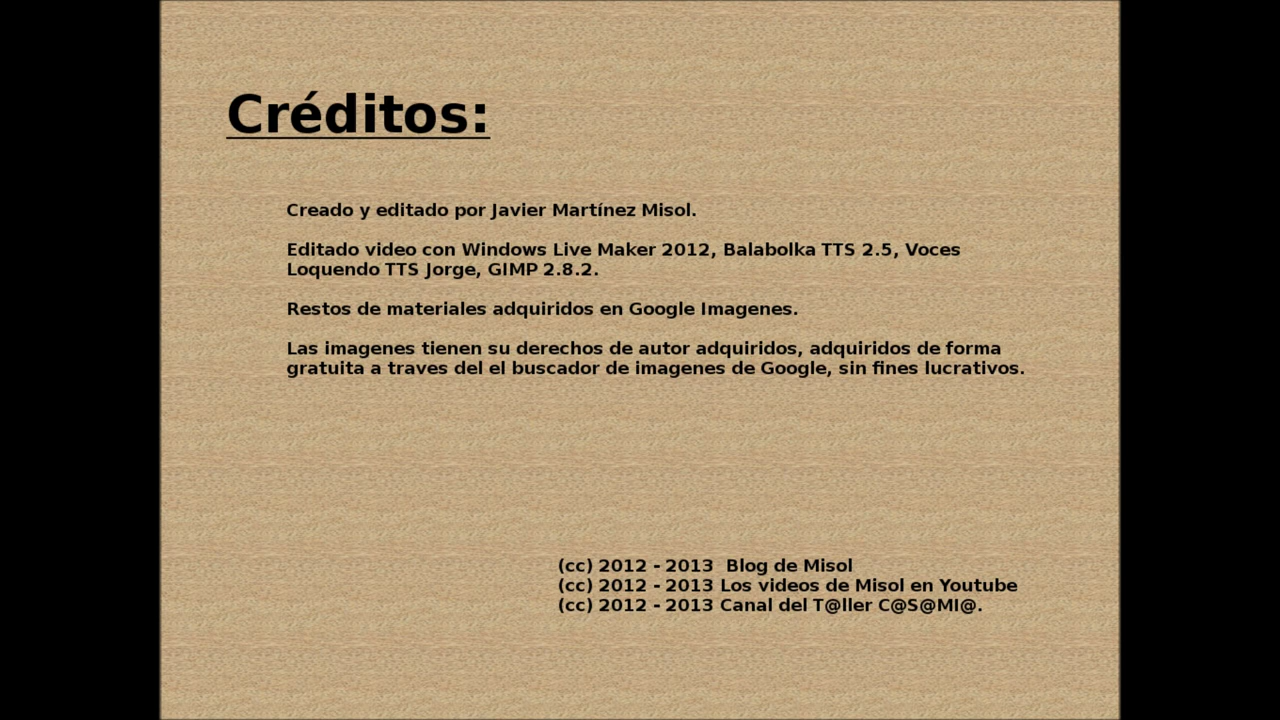 Créditos:
Creado y editado por Javier Martínez Misol.
Editado video con Windows Live Maker 2012, Balabolka TTS 2.5, Voces
Loquendo TTS Jorge, GIMP 2.8.2.
Restos de materiales adquiridos en Google Imagenes.
Las imagenes tienen su derechos de autor adquiridos, adquiridos de forma
gratuita a traves del el buscador de imagenes de Google, sin fines lucrativos.
(cc) 2012 - 2013  Blog de Misol
(cc) 2012 - 2013 Los videos de Misol en Youtube
(cc) 2012 - 2013 Canal del T@ller C@S@MI@.